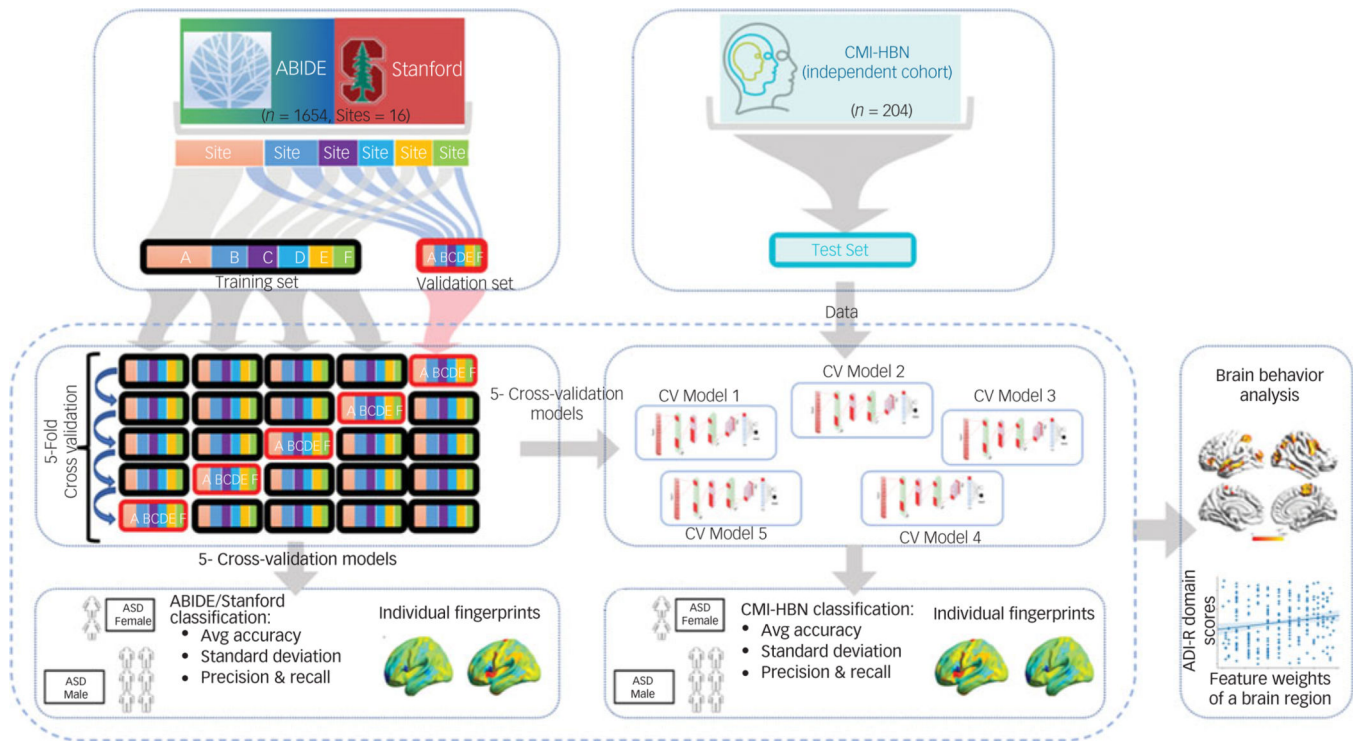 ABIDE
Stanford
(n = 1654, Sites = 16)
Site Site Site Site Site Site
A B C D E F
Training set
A BCDE F
Validation set
CMI-HBN
(independent cohort)
(n = 204)
Test Set
Data
5-Fold
Cross validation
A BCDE F
A BCDE F
A BCDE F
A BCDE F
A BCDE F
5- Cross-validation models
5- Cross-validation
models
CV Model 1
CV Model 2
CV Model 3
CV Model 5
CV Model 4
ASD
Female
ASD
Male
ABIDE/Stanford
classification:
• Avg accuracy
• Standard deviation
• Precision & recall
Individual fingerprints
ASD
Female
ASD
Male
CMI-HBN classification:
• Avg accuracy
• Standard deviation
• Precision & recall
Individual fingerprints
Brain behavior
analysis
ADI-R domain
scores
Feature weights
of a brain region